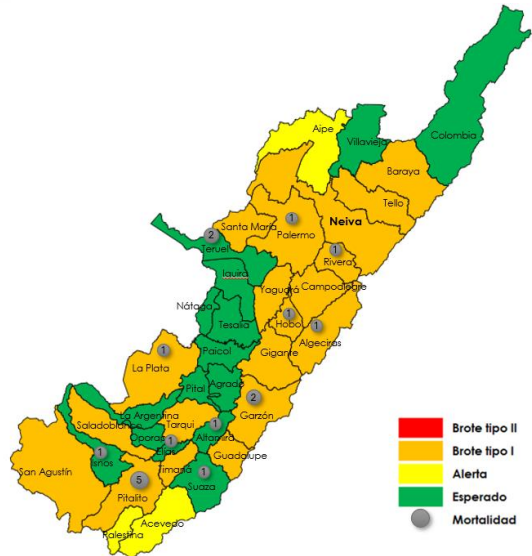 Aipe
Villavieja
Colombia
Baraya
Tello
Neiva
Santa María
1
Palermo
2
Teruel
1
Rivera
Iquira
Yaguará
Campoalegre
Nátaga
Tesalia
1
Hobo
1
Algeciras
Paicol
Gigante
1
La Plata
Pital
Agrado
2
Garzón
La Argentina
Saladoblanco
Tarqui
1
Altamira
Oporapa
1
Elías
Guadalupe
1
Isnos
Timaná
1
Suaza
San Agustín
5
Pitalito
Acevedo
Palestina
Brote tipo II
Brote tipo I
Alerta
Esperado
Mortalidad